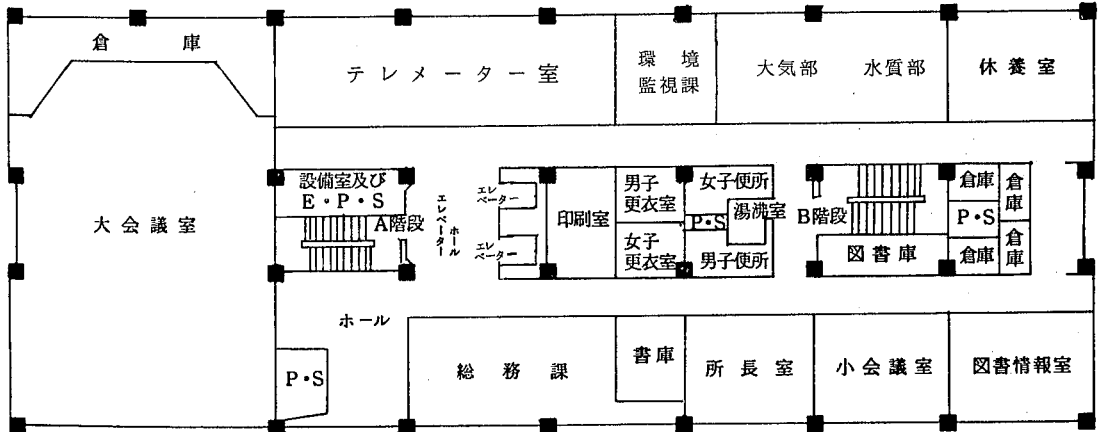 倉庫
テレメーター室
環境
監視課
大気部
水質部
休養室
大会議室
設備室及び
E・P・S
A階段
エレベーター
ホール
エレ
ベーター
エレ
ベーター
印刷室
男子
更衣室
女子
更衣室
女子便所
湯沸室
P・S
男子便所
B階段
図書庫
倉庫
P・S
倉庫
倉庫
倉庫
ホール
P・S
総務課
書庫
所長室
小会議室
図書情報室